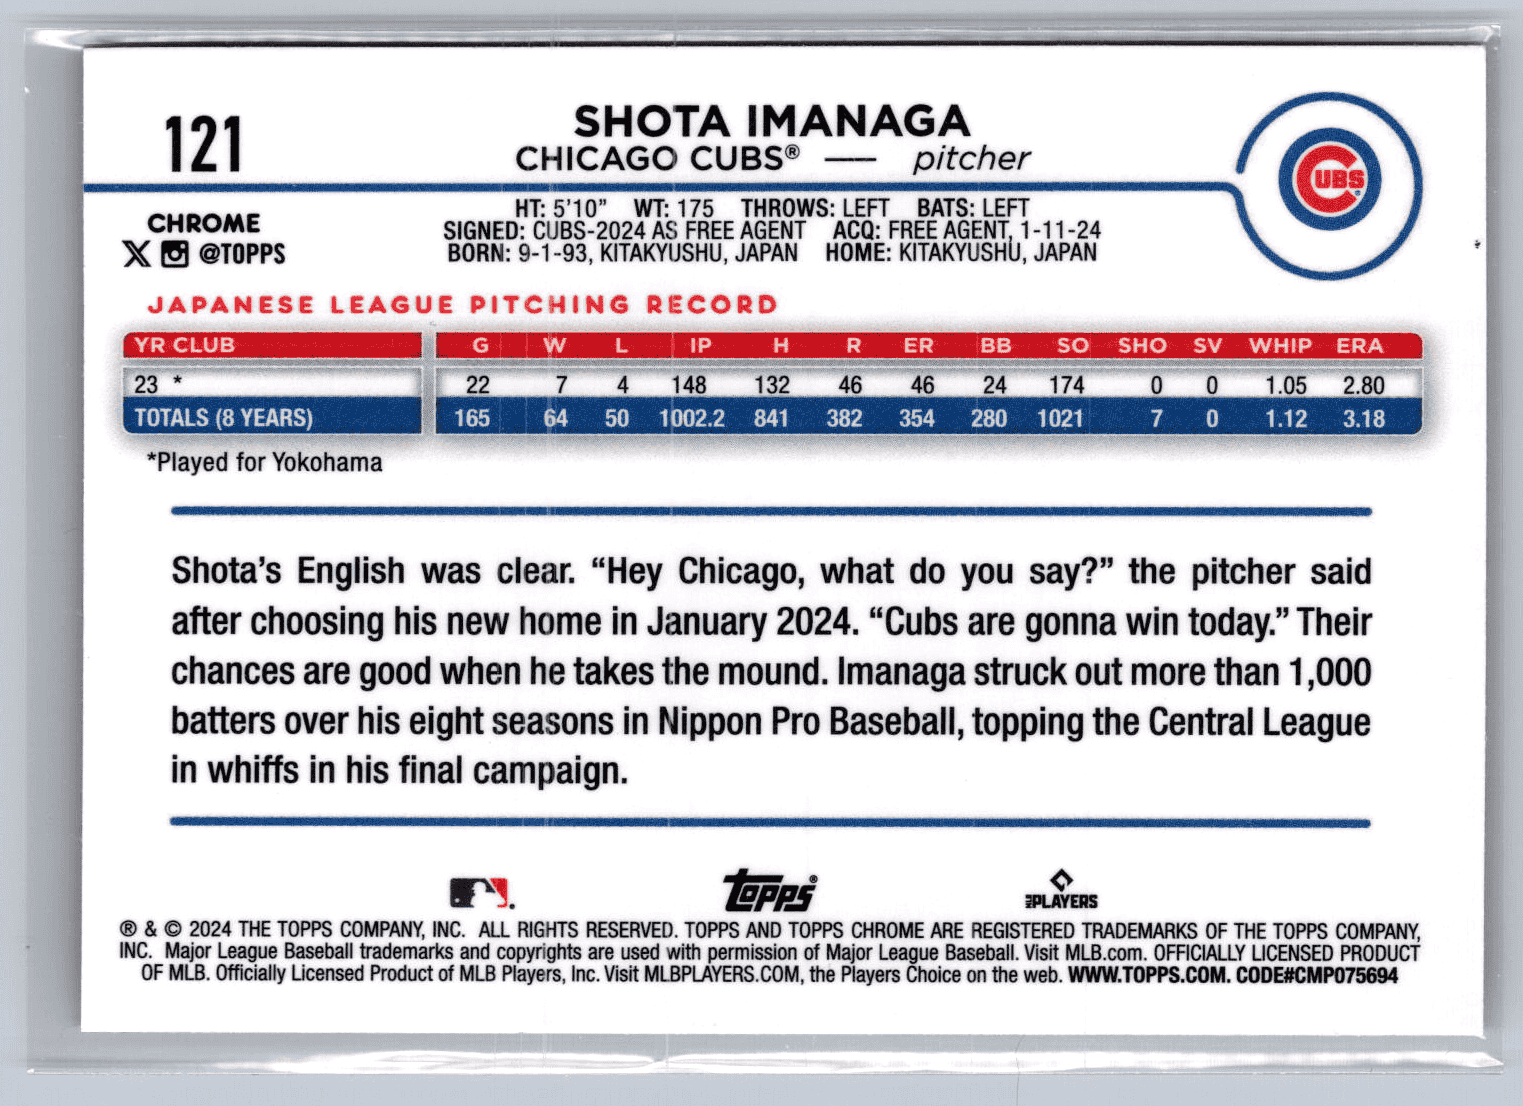 121
SHOTA IMANAGA
CHICAGO CUBS® — pitcher
CUBS
CHROME
@TOPPS
HT: 5'10" WT: 175 THROWS: LEFT BATS: LEFT
SIGNED: CUBS-2024 AS FREE AGENT ACQ: FREE AGENT, 1-11-24
BORN: 9-1-93, KITAKYUSHU, JAPAN HOME: KITAKYUSHU, JAPAN
JAPANESE LEAGUE PITCHING RECORD
YR CLUB G W L IP H R ER BB SO SHO SV WHIP ERA
23 * 22 7 4 148 132 46 46 24 174 0 0 1.05 2.80
TOTALS (8 YEARS) 165 64 50 1002.2 841 382 354 280 1021 7 0 1.12 3.18
*Played for Yokohama
Shota's English was clear. “Hey Chicago, what do you say?” the pitcher said
after choosing his new home in January 2024. “Cubs are gonna win today.” Their
chances are good when he takes the mound. Imanaga struck out more than 1,000
batters over his eight seasons in Nippon Pro Baseball, topping the Central League
in whiffs in his final campaign.
Topps® PLAYERS
® & © 2024 THE TOPPS COMPANY, INC. ALL RIGHTS RESERVED. TOPPS AND TOPPS CHROME ARE REGISTERED TRADEMARKS OF THE TOPPS COMPANY,
INC. Major League Baseball trademarks and copyrights are used with permission of Major League Baseball. Visit MLB.com. OFFICIALLY LICENSED PRODUCT
OF MLB. Officially Licensed Product of MLB Players, Inc. Visit MLBPLAYERS.COM, the Players Choice on the web. WWW.TOPPS.COM. CODE#CMP075694